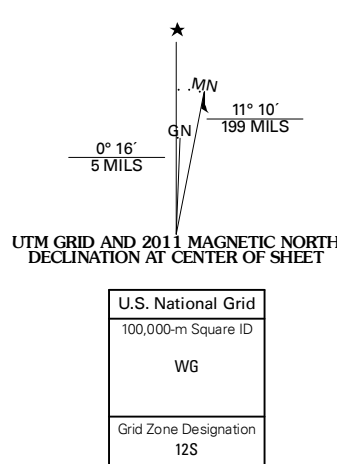 MN
11° 10´
199 MILS
GN
0° 16´
5 MILS
UTM GRID AND 2011 MAGNETIC NORTH
DECLINATION AT CENTER OF SHEET
U.S. National Grid
100,000-m Square ID
WG
Grid Zone Designation
12S